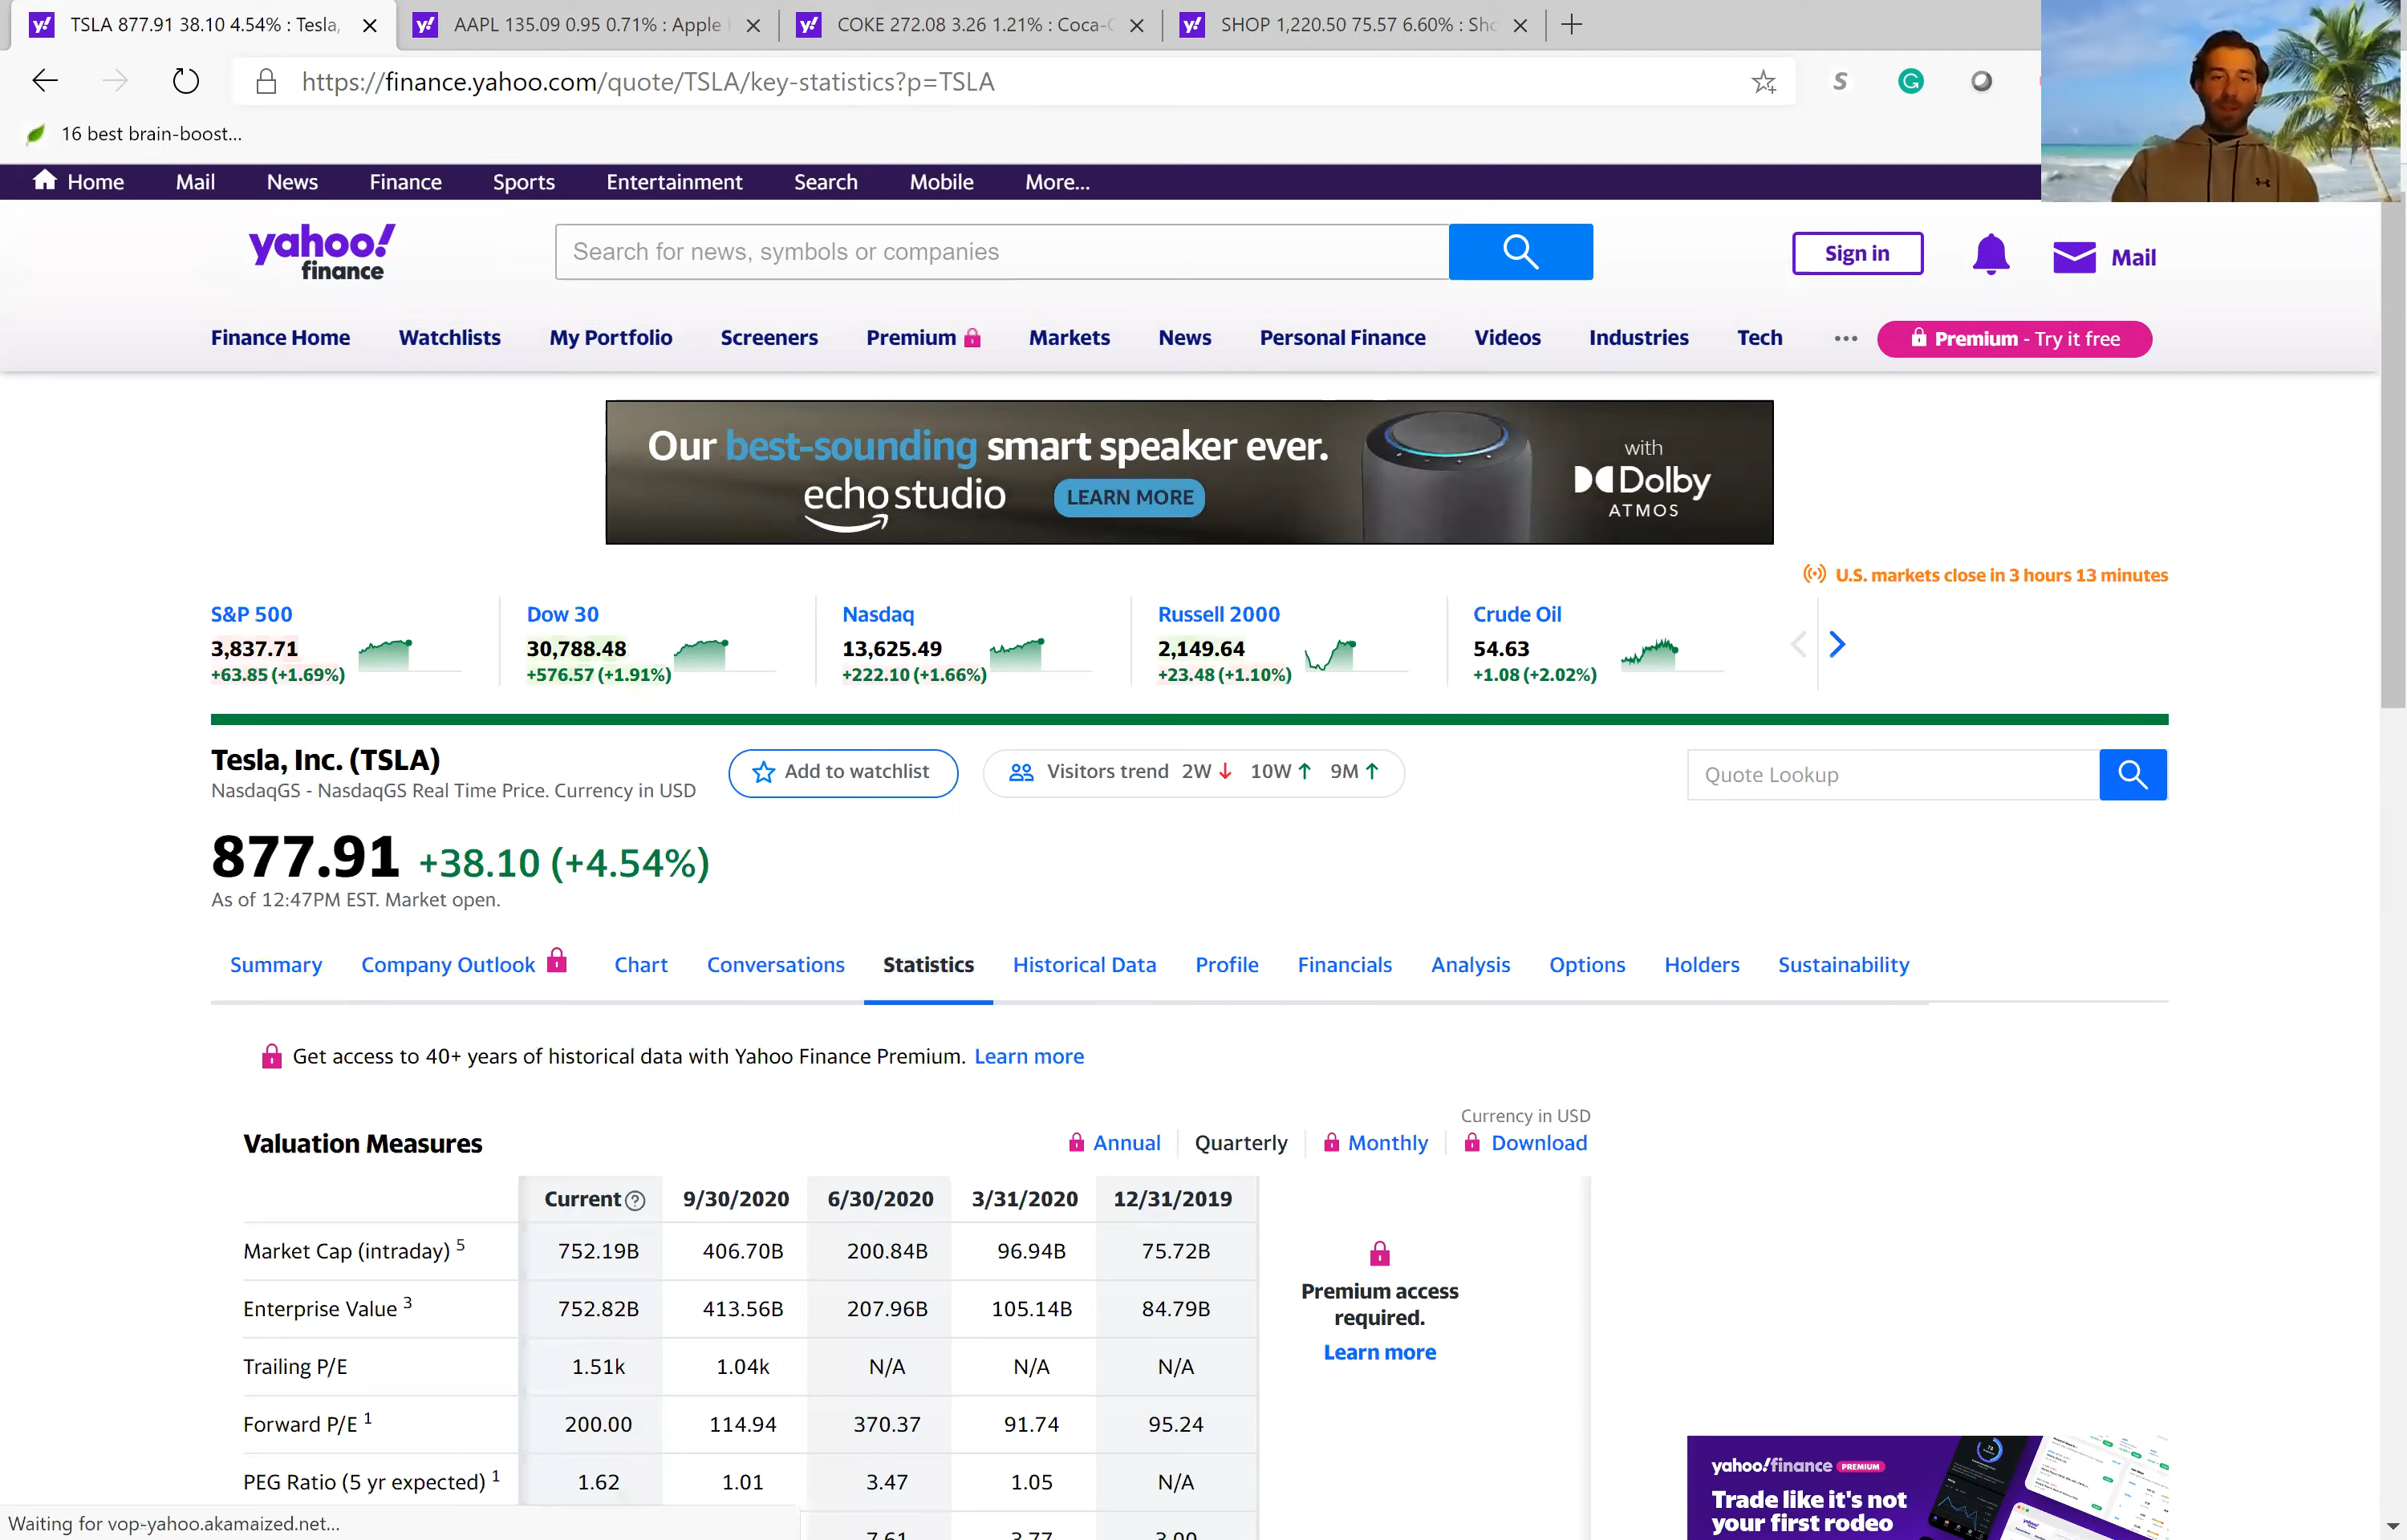 TSLA 877.91 38.10 4.54% : Tesla,
AAPL 135.09 0.95 0.71% : Apple
COKE 272.08 3.26 1.21% : Coca-C
SHOP 1,220.50 75.57 6.60% : Sho
https://finance.yahoo.com/quote/TSLA/key-statistics?p=TSLA
16 best brain-boost...
Home Mail News Finance Sports Entertainment Search Mobile More...
yahoo! finance
Search for news, symbols or companies
Sign in
Mail
Finance Home Watchlists My Portfolio Screeners Premium Markets News Personal Finance Videos Industries Tech ... Premium - Try it free
Our best-sounding smart speaker ever.
echo studio LEARN MORE
with
Dolby
ATMOS
U.S. markets close in 3 hours 13 minutes
S&P 500
3,837.71
+63.85 (+1.69%)
Dow 30
30,788.48
+576.57 (+1.91%)
Nasdaq
13,625.49
+222.10 (+1.66%)
Russell 2000
2,149.64
+23.48 (+1.10%)
Crude Oil
54.63
+1.08 (+2.02%)
Tesla, Inc. (TSLA)
NasdaqGS - NasdaqGS Real Time Price. Currency in USD
Add to watchlist
Visitors trend 2W ↓ 10W ↑ 9M ↑
Quote Lookup
877.91 +38.10 (+4.54%)
As of 12:47PM EST. Market open.
Summary Company Outlook Chart Conversations Statistics Historical Data Profile Financials Analysis Options Holders Sustainability
Get access to 40+ years of historical data with Yahoo Finance Premium. Learn more
Currency in USD
Valuation Measures
Annual Quarterly Monthly Download
Current 9/30/2020 6/30/2020 3/31/2020 12/31/2019
Market Cap (intraday) 5 752.19B 406.70B 200.84B 96.94B 75.72B
Enterprise Value 3 752.82B 413.56B 207.96B 105.14B 84.79B
Trailing P/E 1.51k 1.04k N/A N/A N/A
Forward P/E 1 200.00 114.94 370.37 91.74 95.24
PEG Ratio (5 yr expected) 1 1.62 1.01 3.47 1.05 N/A
7.61 3.77 3.00
Premium access
required.
Learn more
yahoo!finance PREMIUM
Trade like it's not
your first rodeo
Waiting for vop-yahoo.akamaized.net...